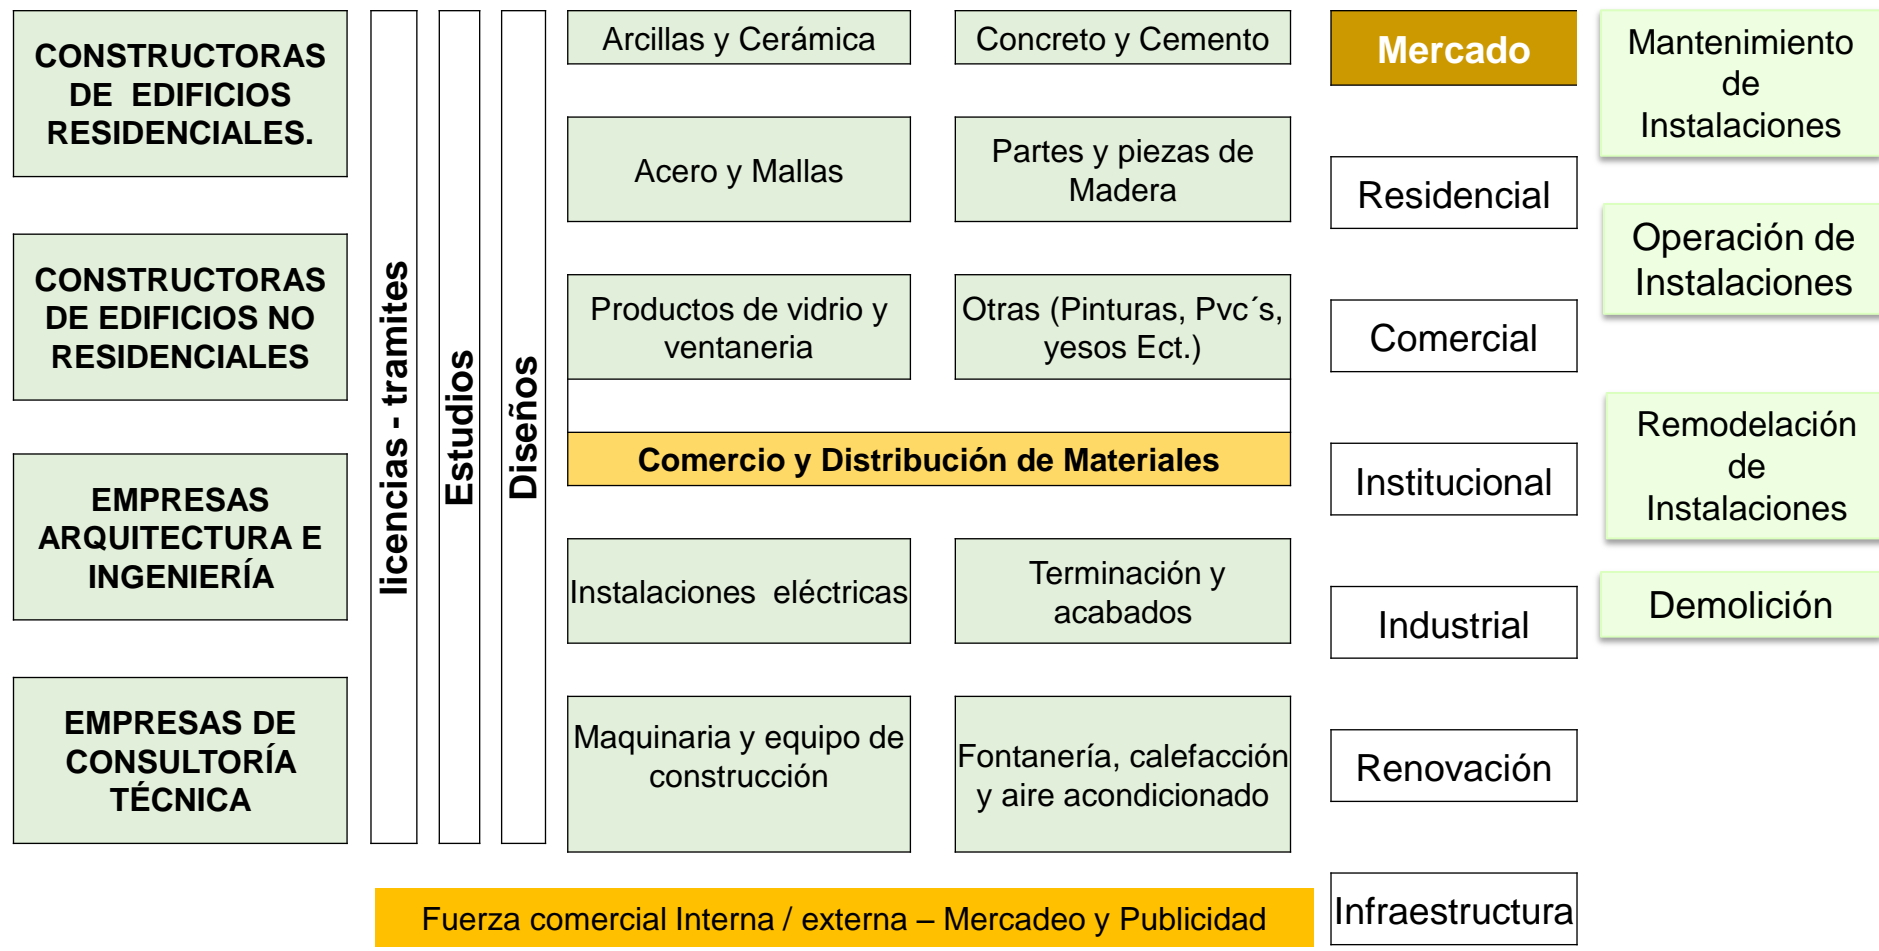 CONSTRUCTORAS
DE EDIFICIOS
RESIDENCIALES.
CONSTRUCTORAS
DE EDIFICIOS NO
RESIDENCIALES
EMPRESAS
ARQUITECTURA E
INGENIERÍA
EMPRESAS DE
CONSULTORÍA
TÉCNICA
licencias - tramites
Estudios
Diseños
Arcillas y Cerámica
Concreto y Cemento
Acero y Mallas
Partes y piezas de
Madera
Productos de vidrio y
ventaneria
Otras (Pinturas, Pvc´s,
yesos Ect.)
Comercio y Distribución de Materiales
Instalaciones eléctricas
Terminación y
acabados
Maquinaria y equipo de
construcción
Fontanería, calefacción
y aire acondicionado
Fuerza comercial Interna / externa – Mercadeo y Publicidad
Mercado
Residencial
Comercial
Institucional
Industrial
Renovación
Infraestructura
Mantenimiento
de
Instalaciones
Operación de
Instalaciones
Remodelación
de
Instalaciones
Demolición